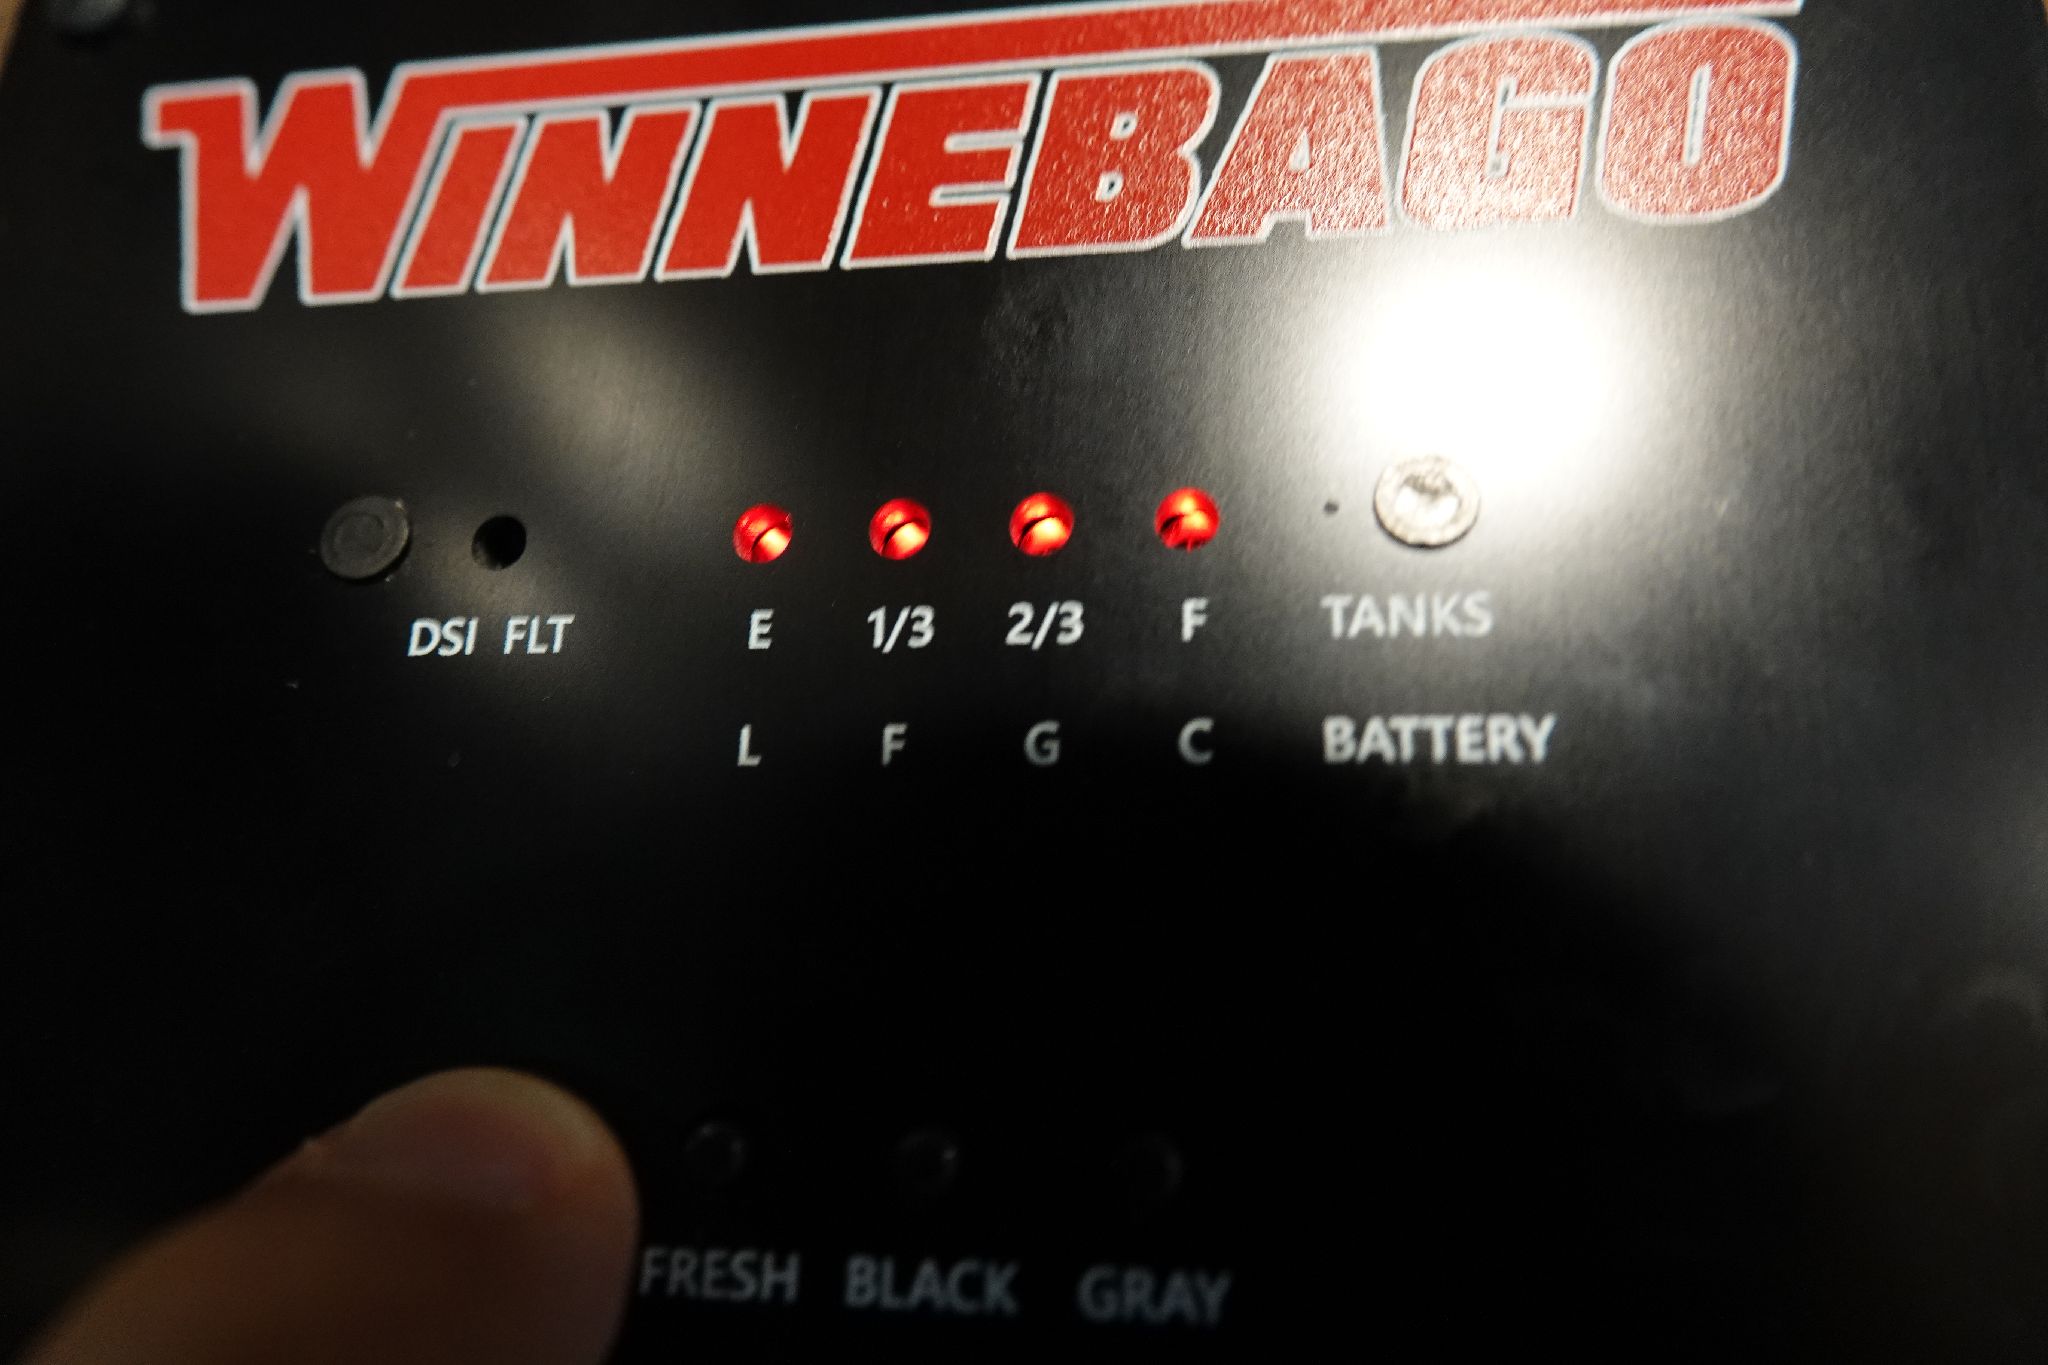 WINNEBAGO
DSI FLT
E 1/3 2/3 F TANKS
L F G C BATTERY
FRESH BLACK GRAY